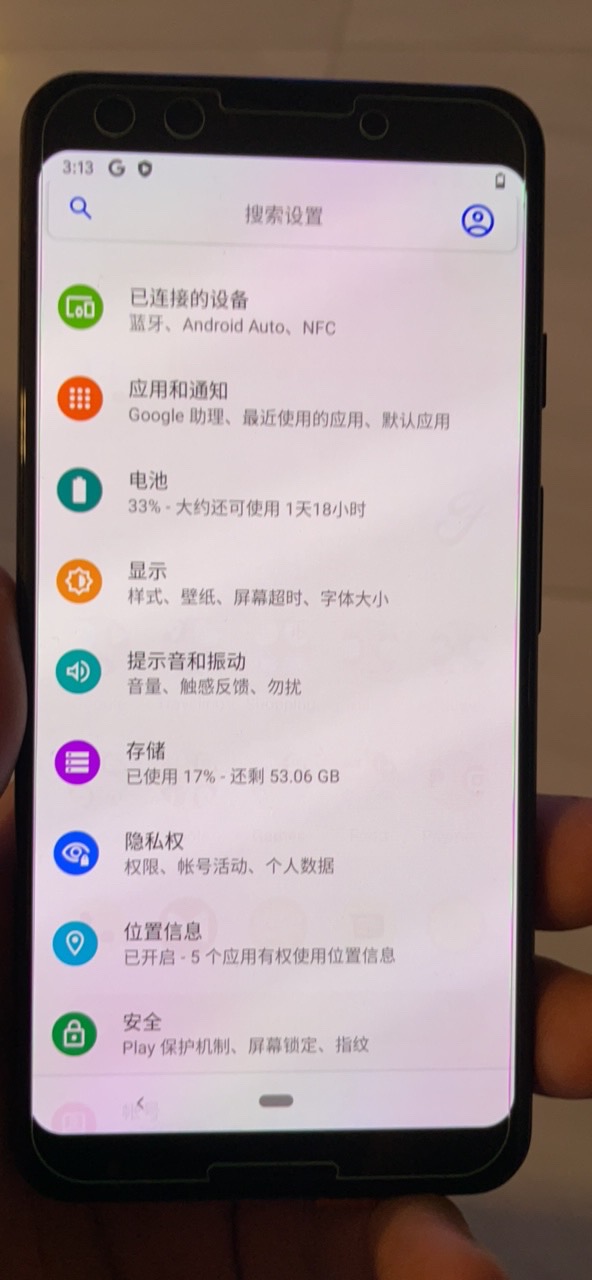 3:13 G
搜索设置
已连接的设备
蓝牙、Android Auto、NFC
应用和通知
Google 助理、最近使用的应用、默认应用
电池
33% - 大约还可使用 1天18小时
显示
样式、壁纸、屏幕超时、字体大小
提示音和振动
音量、触感反馈、勿扰
存储
已使用 17% - 还剩 53.06 GB
隐私权
权限、帐号活动、个人数据
位置信息
已开启 - 5 个应用有权使用位置信息
安全
Play 保护机制、屏幕锁定、指纹
帐号